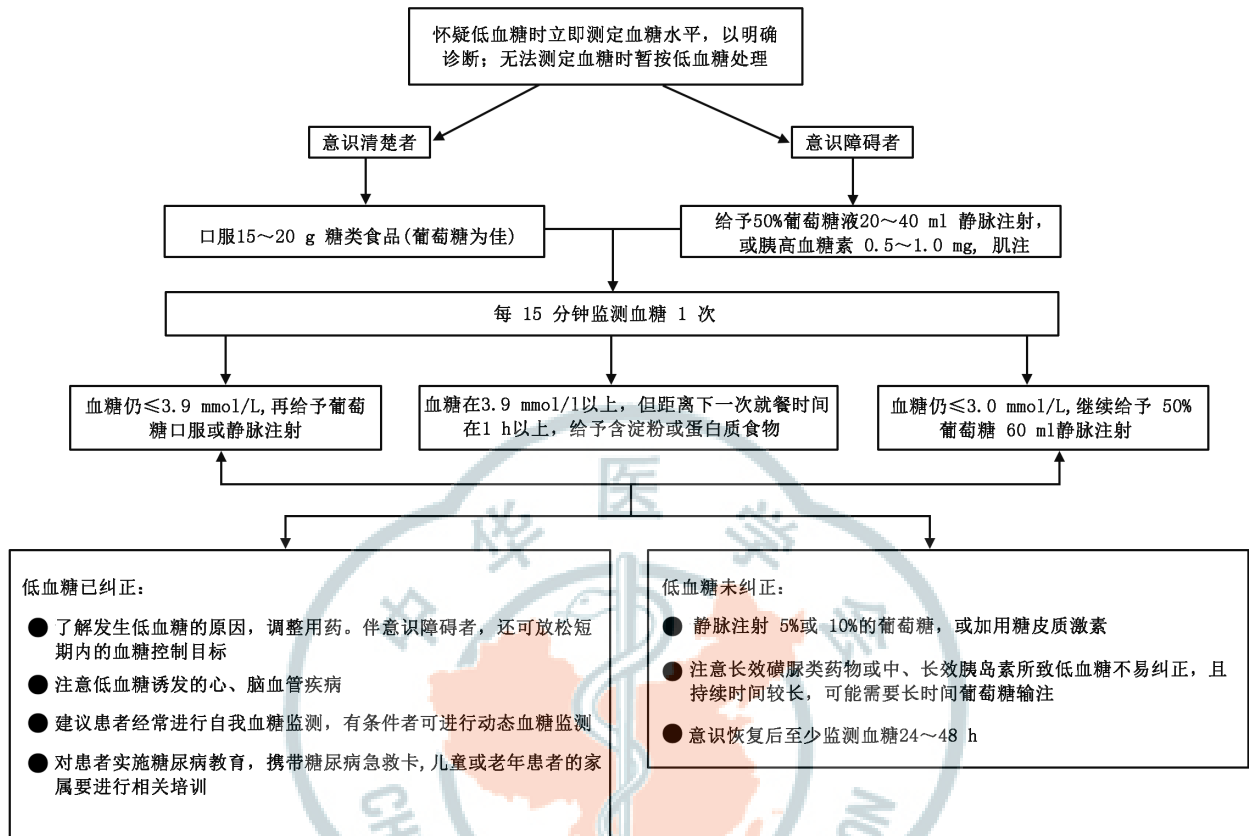 怀疑低血糖时立即测定血糖水平，以明确
诊断；无法测定血糖时暂按低血糖处理
意识清楚者
意识障碍者
口服15～20 g 糖类食品(葡萄糖为佳)
给予50%葡萄糖液20～40 ml 静脉注射，
或胰高血糖素 0.5～1.0 mg, 肌注
每 15 分钟监测血糖 1 次
血糖仍≤3.9 mmol/L,再给予葡萄
糖口服或静脉注射
血糖在3.9 mmol/l以上，但距离下一次就餐时间
在1 h以上，给予含淀粉或蛋白质食物
血糖仍≤3.0 mmol/L,继续给予 50%
葡萄糖 60 ml静脉注射
低血糖已纠正：
● 了解发生低血糖的原因，调整用药。伴意识障碍者，还可放松短
期内的血糖控制目标
● 注意低血糖诱发的心、脑血管疾病
● 建议患者经常进行自我血糖监测，有条件者可进行动态血糖监测
● 对患者实施糖尿病教育，携带糖尿病急救卡,儿童或老年患者的家
属要进行相关培训
低血糖未纠正：
● 静脉注射 5%或 10%的葡萄糖，或加用糖皮质激素
● 注意长效磺脲类药物或中、长效胰岛素所致低血糖不易纠正，且
持续时间较长，可能需要长时间葡萄糖输注
● 意识恢复后至少监测血糖24～48 h
中华医学会
CH
NO